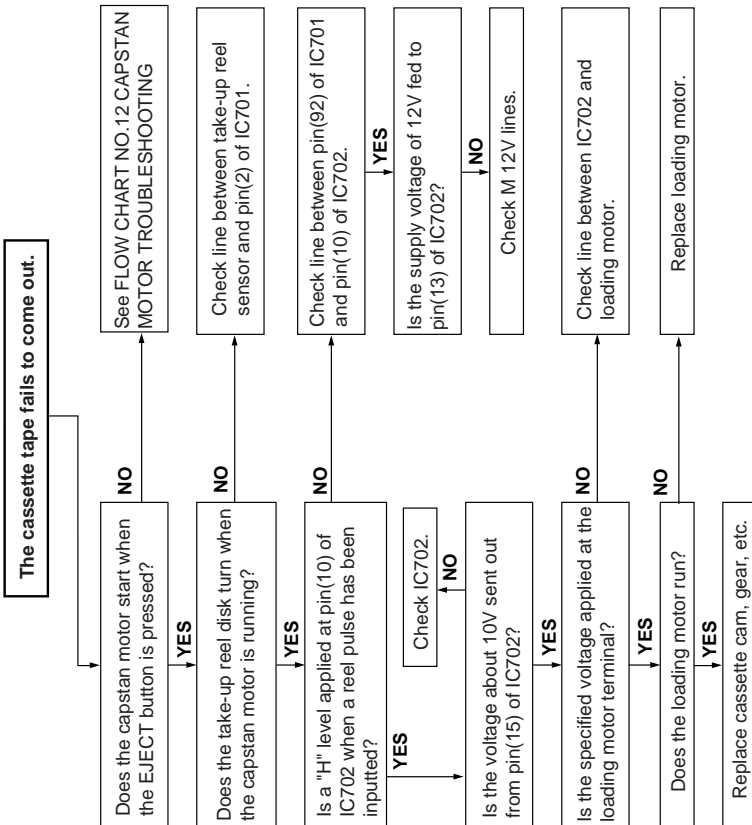 The cassette tape fails to come out.
Does the capstan motor start when
the EJECT button is pressed?
NO
See FLOW CHART NO.12 CAPSTAN
MOTOR TROUBLESHOOTING
YES
Does the take-up reel disk turn when
the capstan motor is running?
NO
Check line between take-up reel
sensor and pin(2) of IC701.
YES
Is a "H" level applied at pin(10) of
IC702 when a reel pulse has been
inputted?
NO
Check line between pin(92) of IC701
and pin(10) of IC702.
YES
Is the supply voltage of 12V fed to
pin(13) of IC702?
NO
Check M 12V lines.
YES
Check IC702.
NO
Is the voltage about 10V sent out
from pin(15) of IC702?
YES
Is the specified voltage applied at the
loading motor terminal?
NO
Check line between IC702 and
loading motor.
YES
Does the loading motor run?
NO
Replace loading motor.
YES
Replace cassette cam, gear, etc.